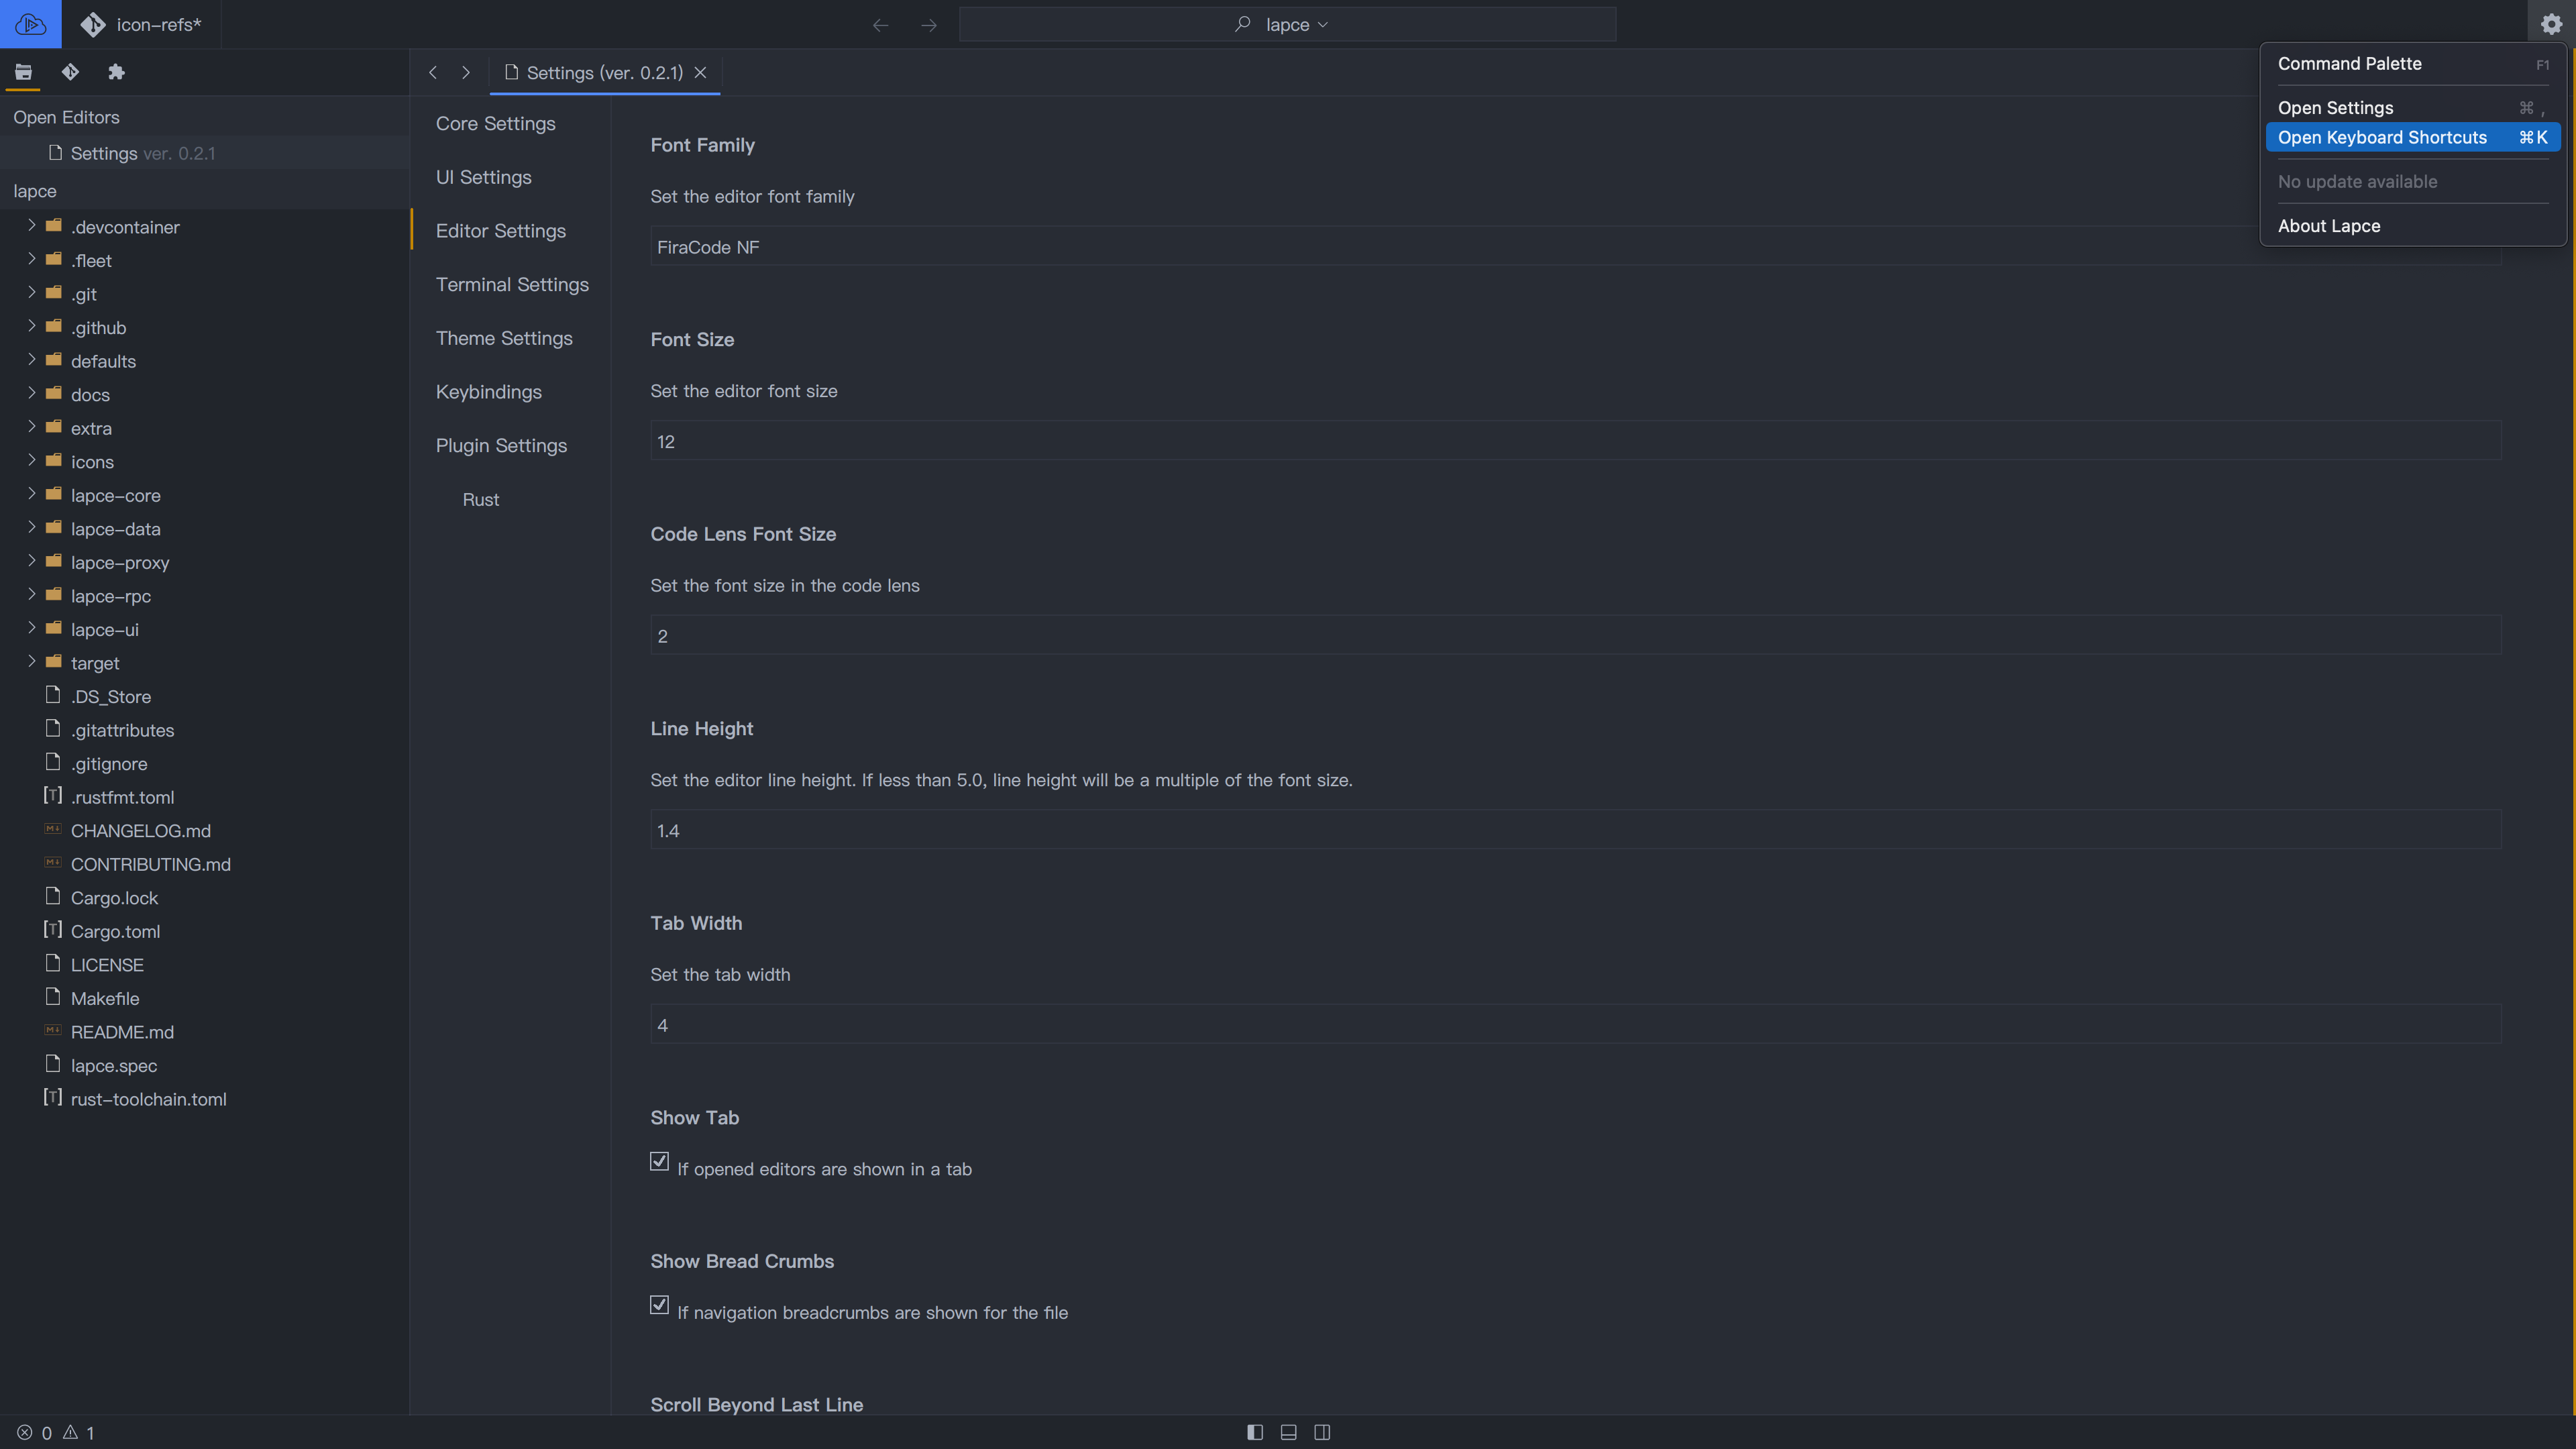 icon-refs*
lapce
Settings (ver. 0.2.1)
Command Palette F1
Open Settings ⌘ ,
Open Keyboard Shortcuts ⌘K
No update available
About Lapce
Open Editors
Settings ver. 0.2.1
lapce
.devcontainer
.fleet
.git
.github
defaults
docs
extra
icons
lapce-core
lapce-data
lapce-proxy
lapce-rpc
lapce-ui
target
.DS_Store
.gitattributes
.gitignore
[T] .rustfmt.toml
M↓ CHANGELOG.md
M↓ CONTRIBUTING.md
Cargo.lock
[T] Cargo.toml
LICENSE
Makefile
M↓ README.md
lapce.spec
[T] rust-toolchain.toml
Core Settings
UI Settings
Editor Settings
Terminal Settings
Theme Settings
Keybindings
Plugin Settings
Rust
Font Family
Set the editor font family
FiraCode NF
Font Size
Set the editor font size
12
Code Lens Font Size
Set the font size in the code lens
2
Line Height
Set the editor line height. If less than 5.0, line height will be a multiple of the font size.
1.4
Tab Width
Set the tab width
4
Show Tab
If opened editors are shown in a tab
Show Bread Crumbs
If navigation breadcrumbs are shown for the file
Scroll Beyond Last Line
0 1